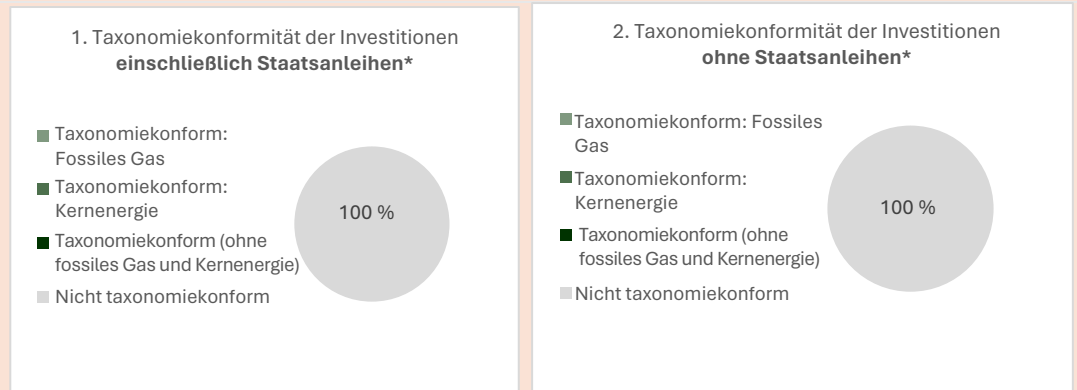 1. Taxonomiekonformität der Investitionen
einschließlich Staatsanleihen*
Taxonomiekonform:
Fossiles Gas
Taxonomiekonform:
Kernenergie
Taxonomiekonform (ohne
fossiles Gas und Kernenergie)
Nicht taxonomiekonform
100 %
2. Taxonomiekonformität der Investitionen
ohne Staatsanleihen*
Taxonomiekonform: Fossiles
Gas
Taxonomiekonform:
Kernenergie
Taxonomiekonform (ohne
fossiles Gas und Kernenergie)
Nicht taxonomiekonform
100 %